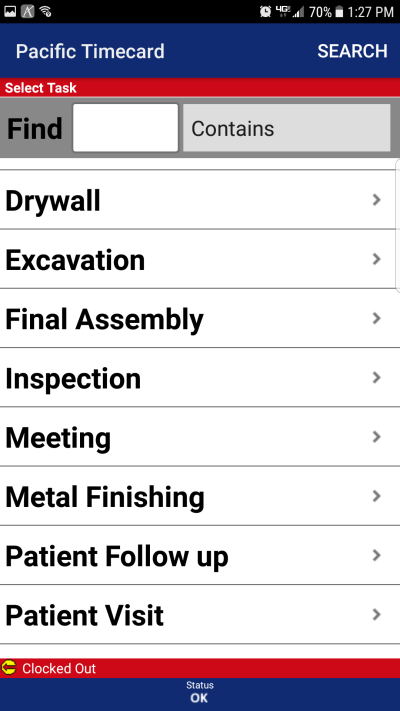 4G 70% 1:27 PM
Pacific Timecard SEARCH
Select Task
Find Contains
Drywall
Excavation
Final Assembly
Inspection
Meeting
Metal Finishing
Patient Follow up
Patient Visit
Clocked Out
Status
OK